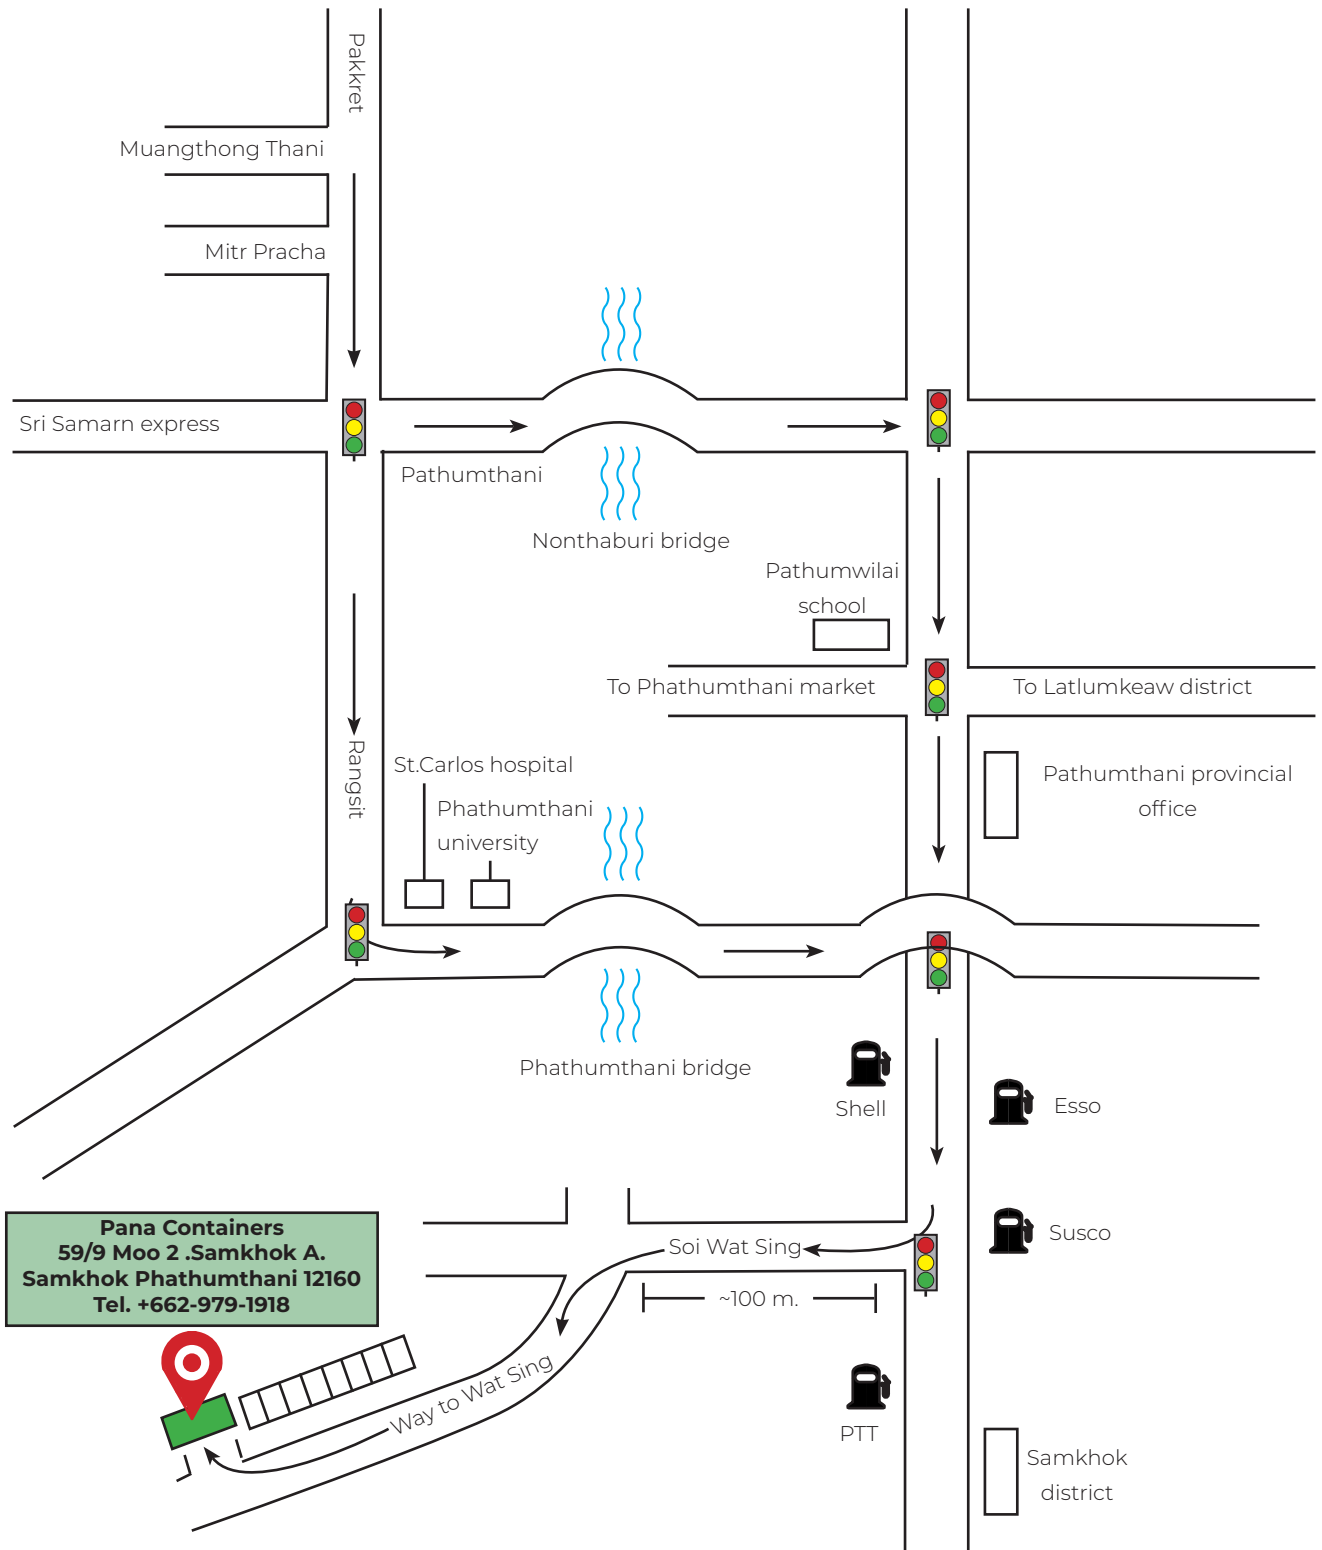 Pakkret
Muangthong Thani
Mitr Pracha
Sri Samarn express
Pathumthani
Nonthaburi bridge
Pathumwilai
school
To Phathumthani market
To Latlumkeaw district
Rangsit
St.Carlos hospital
Phathumthani
university
Pathumthani provincial
office
Phathumthani bridge
Shell
Esso
Pana Containers
59/9 Moo 2 .Samkhok A.
Samkhok Phathumthani 12160
Tel. +662-979-1918
Soi Wat Sing
Susco
~100 m.
Way to Wat Sing
PTT
Samkhok
district